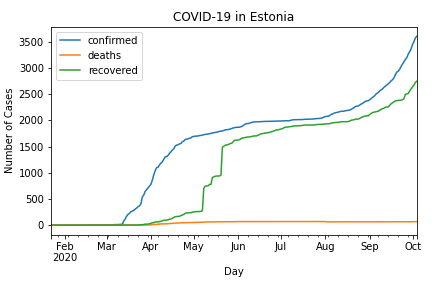 COVID-19 in Estonia
confirmed
deaths
recovered
Number of Cases
3500
3000
2500
2000
1500
1000
500
0
Feb Mar Apr May Jun Jul Aug Sep Oct
2020
Day